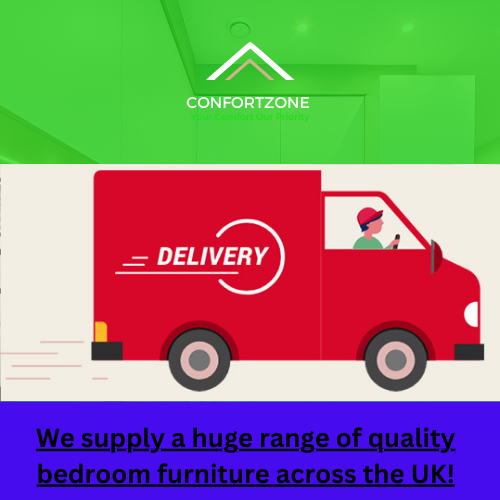 CONFORTZONE
Your Comfort Our Priority
DELIVERY
We supply a huge range of quality
bedroom furniture across the UK!